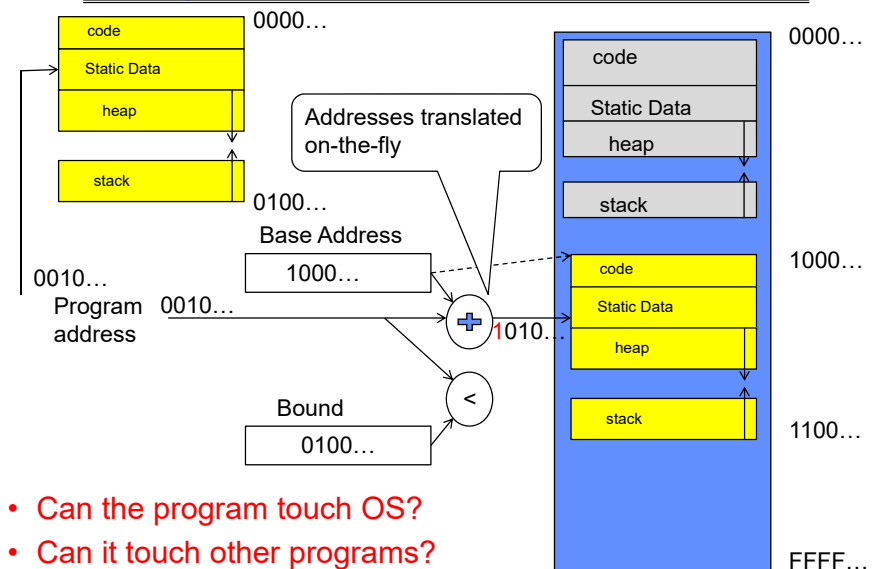 code
Static Data
heap
stack
0000…
0100…
Addresses translated
on-the-fly
Base Address
1000…
0010…
Program
address
0010…
1010…
<
Bound
0100…
code
Static Data
heap
stack
code
Static Data
heap
stack
0000…
1000…
1100…
FFFF…
• Can the program touch OS?
• Can it touch other programs?